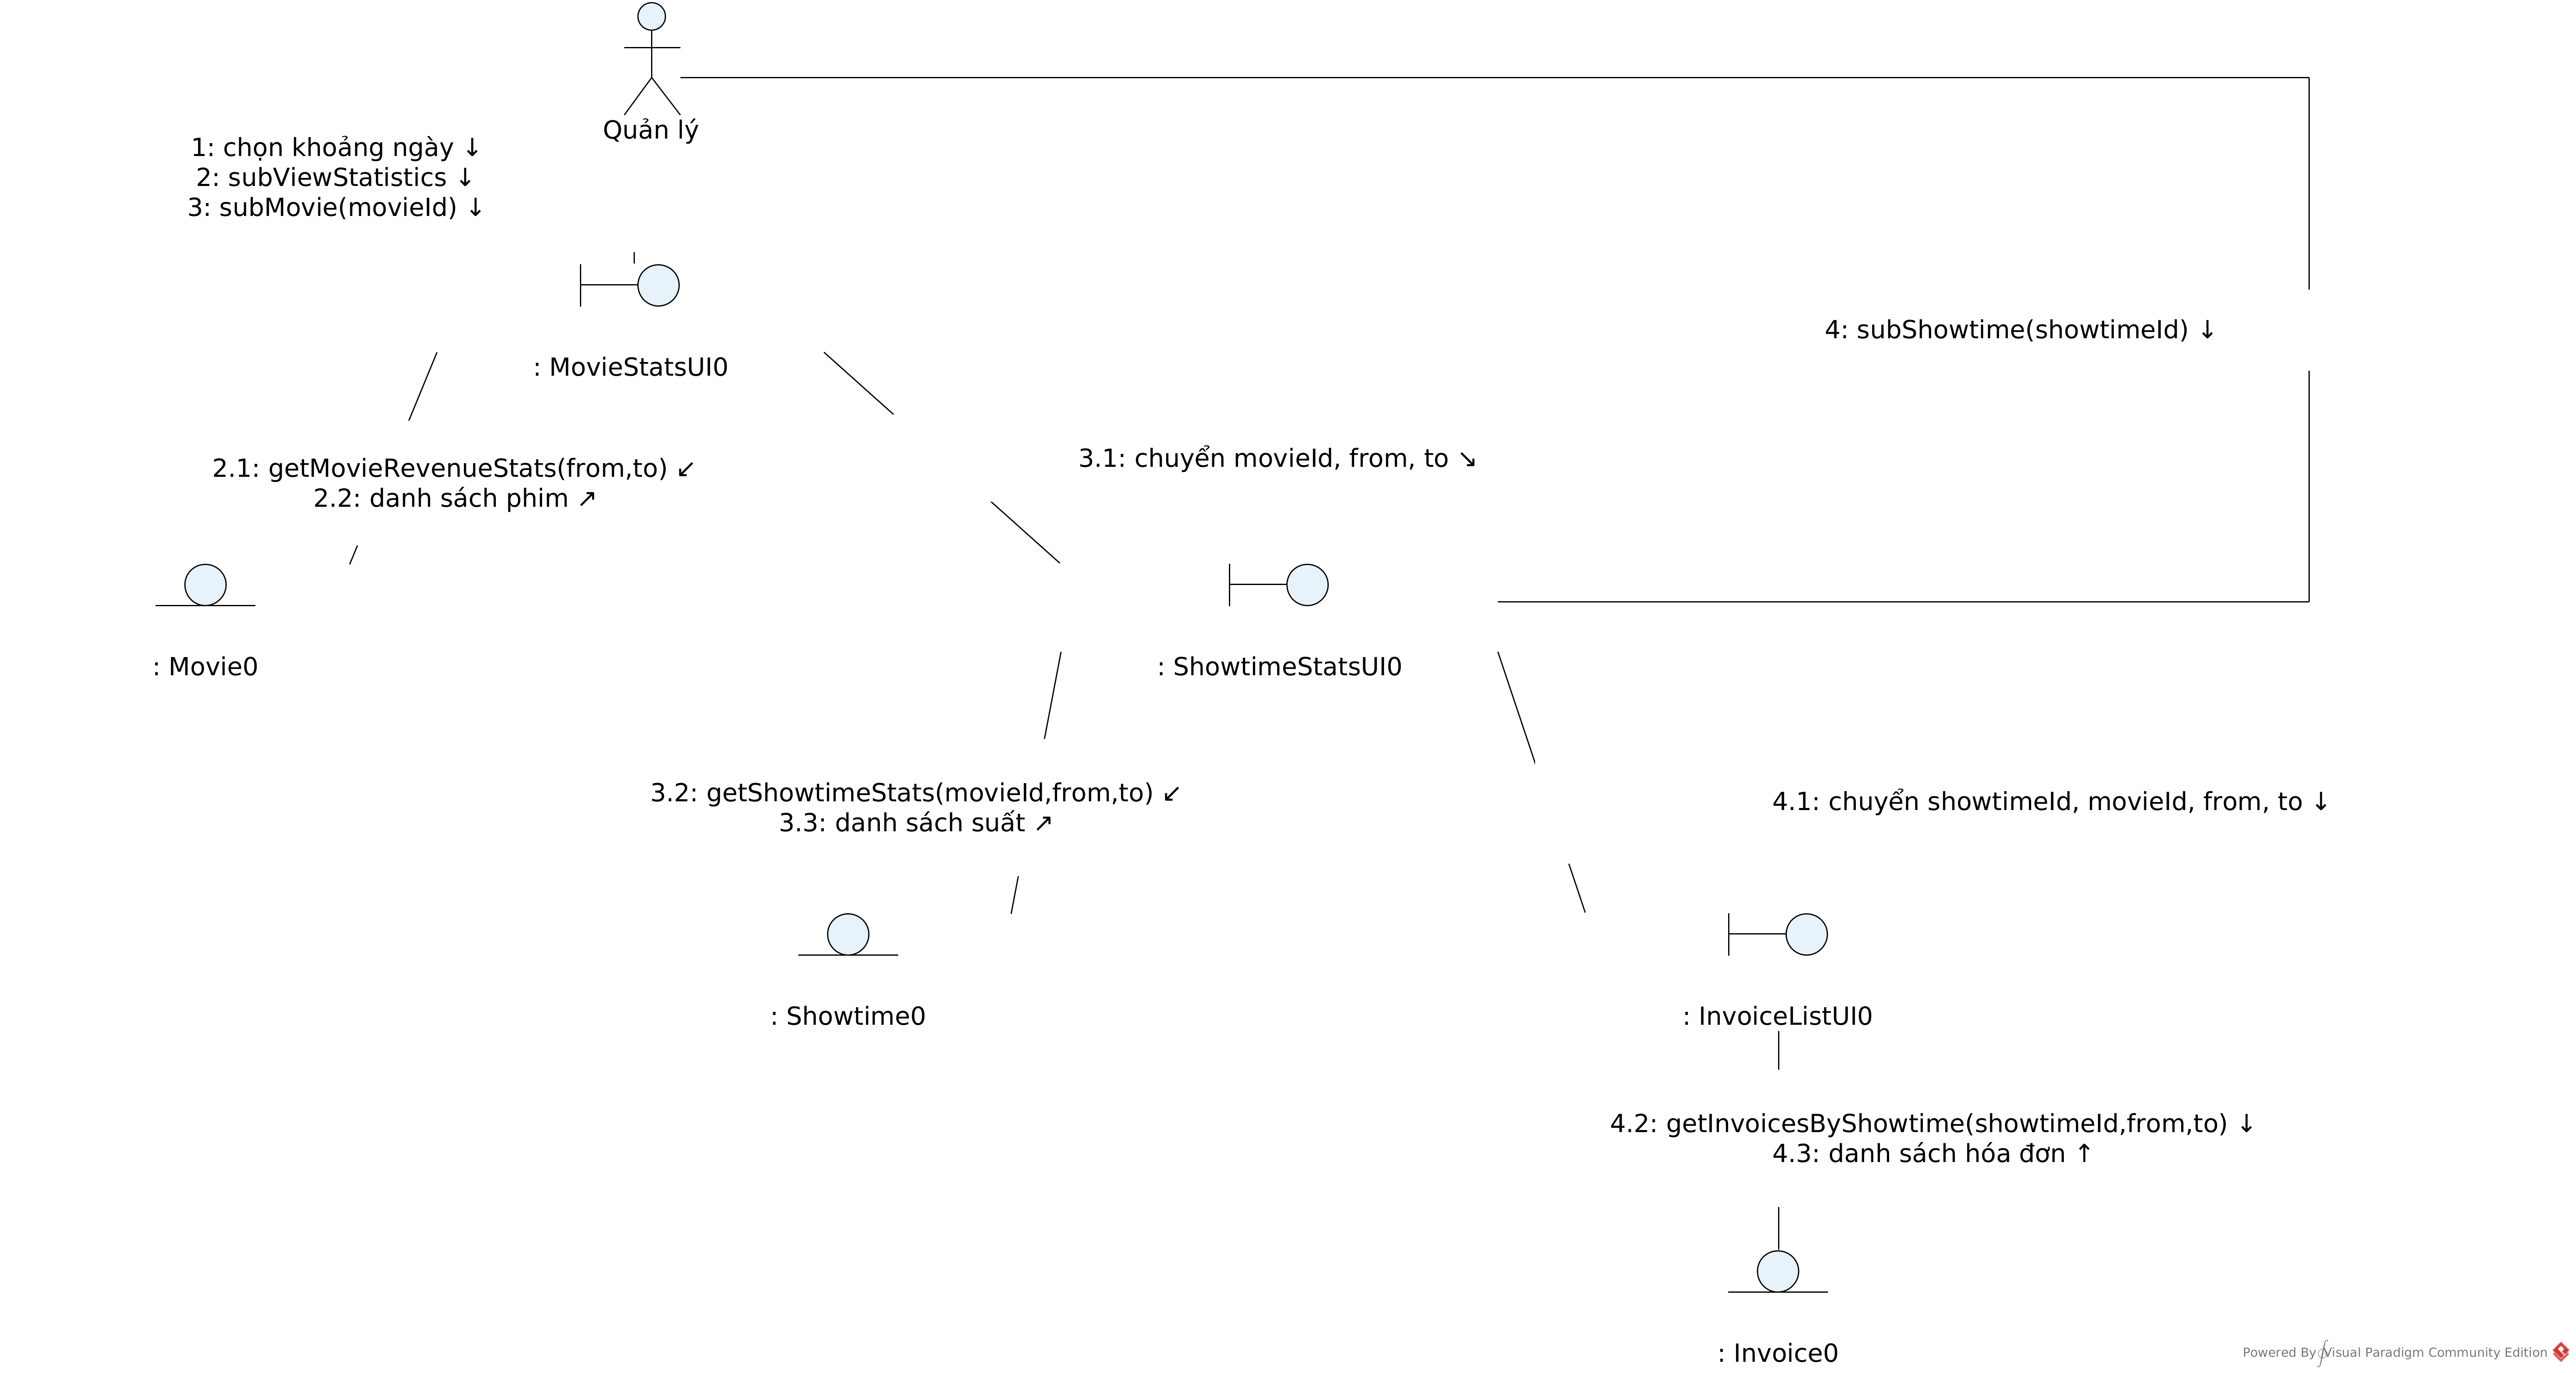 Quản lý
1: chọn khoảng ngày ↓
2: subViewStatistics ↓
3: subMovie(movieId) ↓
4: subShowtime(showtimeId) ↓
: MovieStatsUI0
3.1: chuyển movieId, from, to ↘
2.1: getMovieRevenueStats(from,to) ↙
2.2: danh sách phim ↗
: Movie0
: ShowtimeStatsUI0
3.2: getShowtimeStats(movieId,from,to) ↙
3.3: danh sách suất ↗
4.1: chuyển showtimeId, movieId, from, to ↓
: Showtime0
: InvoiceListUI0
4.2: getInvoicesByShowtime(showtimeId,from,to) ↓
4.3: danh sách hóa đơn ↑
: Invoice0
Powered By Visual Paradigm Community Edition